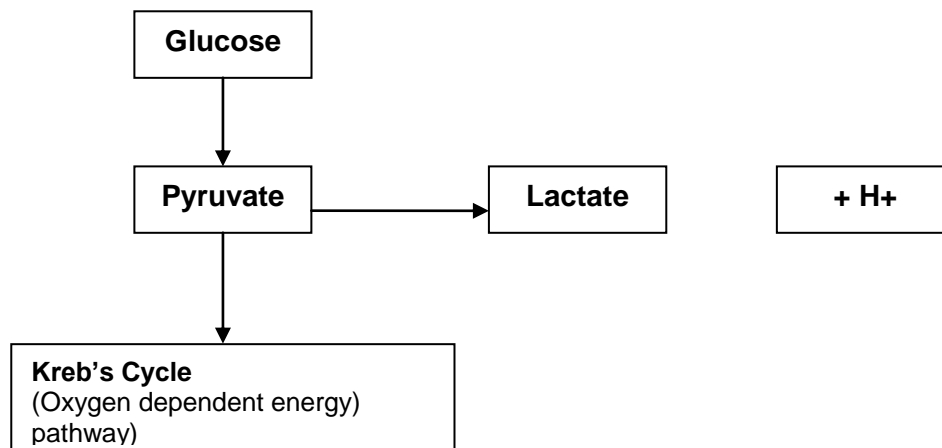 Glucose
Pyruvate
Lactate
+ H+
Kreb’s Cycle
(Oxygen dependent energy)
pathway)